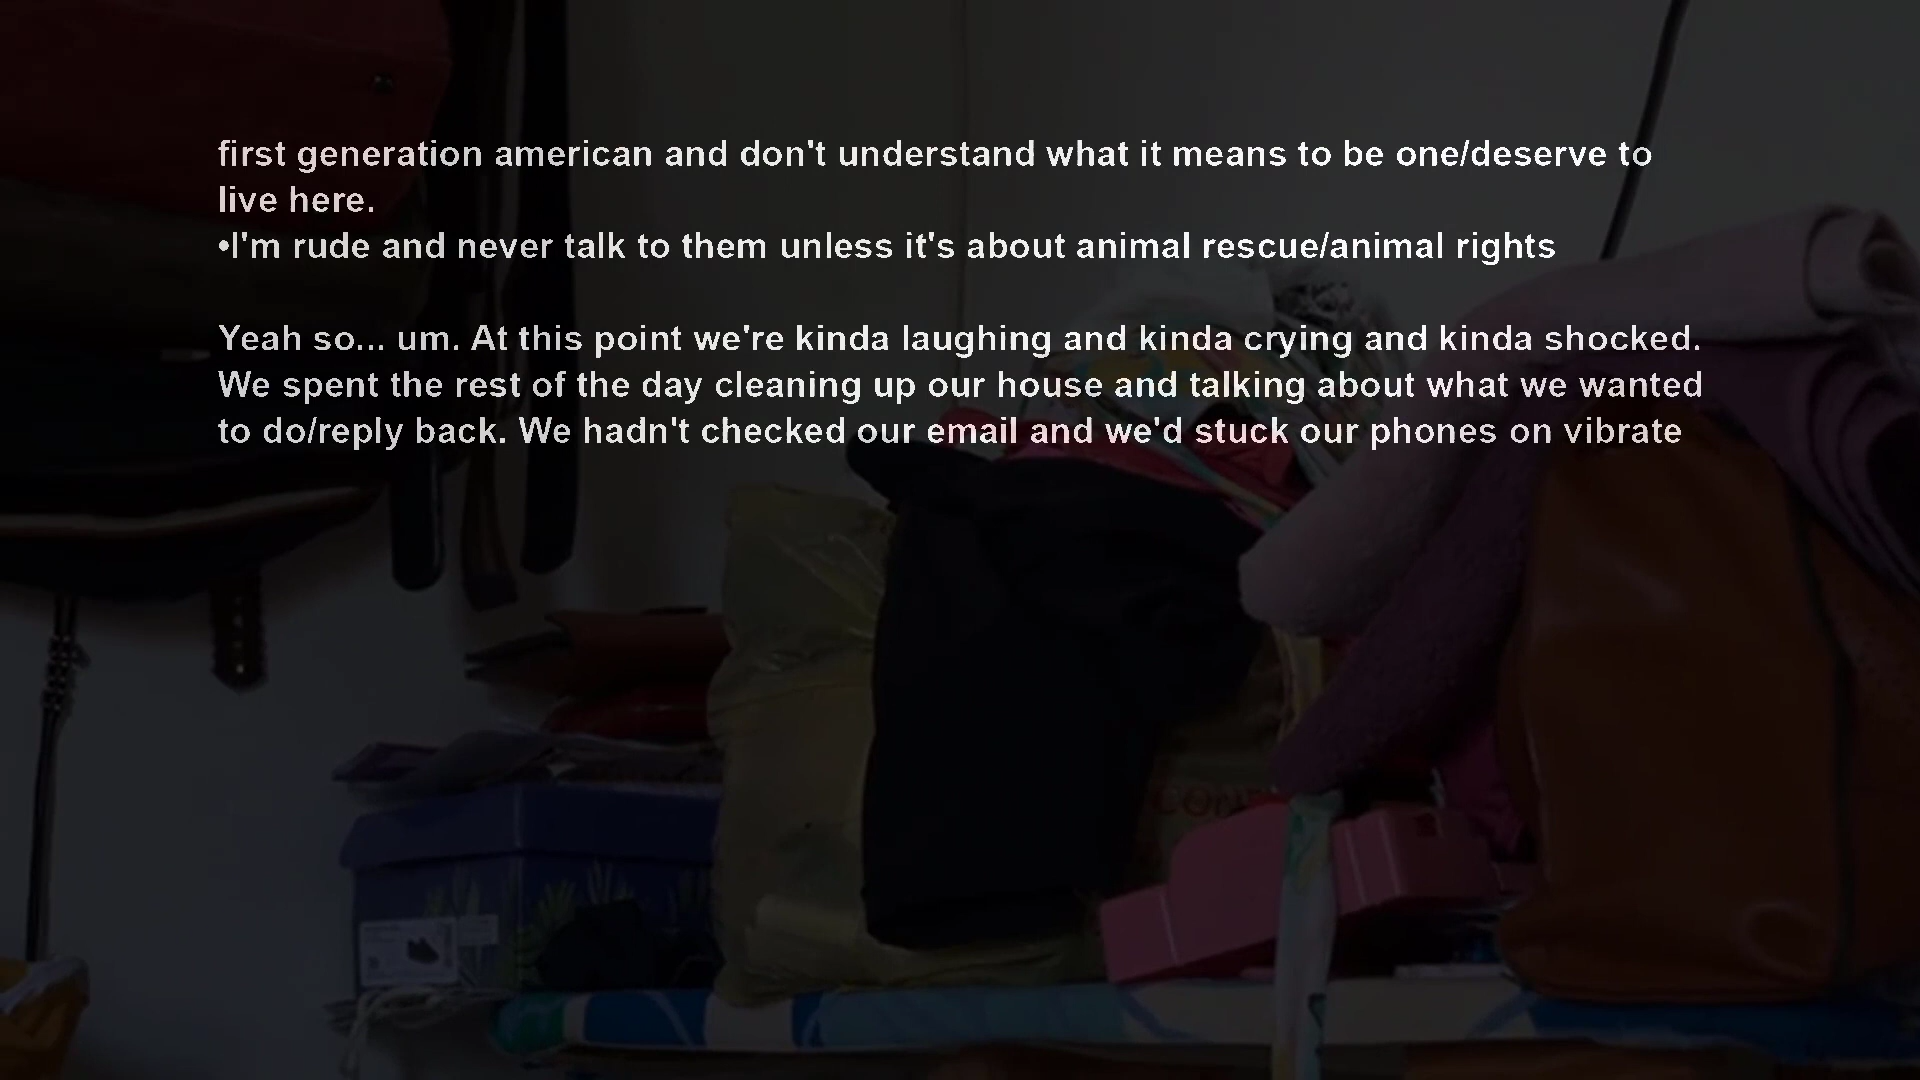 first generation american and don't understand what it means to be one/deserve to
live here.
•I'm rude and never talk to them unless it's about animal rescue/animal rights
Yeah so... um. At this point we're kinda laughing and kinda crying and kinda shocked.
We spent the rest of the day cleaning up our house and talking about what we wanted
to do/reply back. We hadn't checked our email and we'd stuck our phones on vibrate